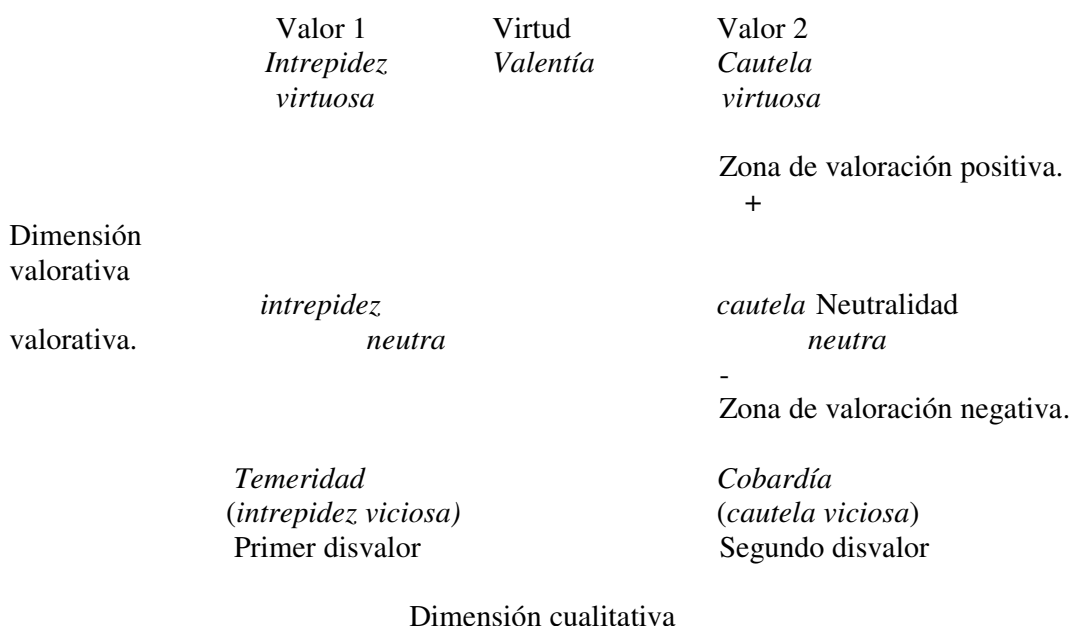 Valor 1 Virtud Valor 2
Intrepidez Valentía Cautela
virtuosa virtuosa
Zona de valoración positiva.
+
Dimensión
valorativa
intrepidez cautela Neutralidad
valorativa. neutra neutra
-
Zona de valoración negativa.
Temeridad Cobardía
(intrepidez viciosa) (cautela viciosa)
Primer disvalor Segundo disvalor
Dimensión cualitativa